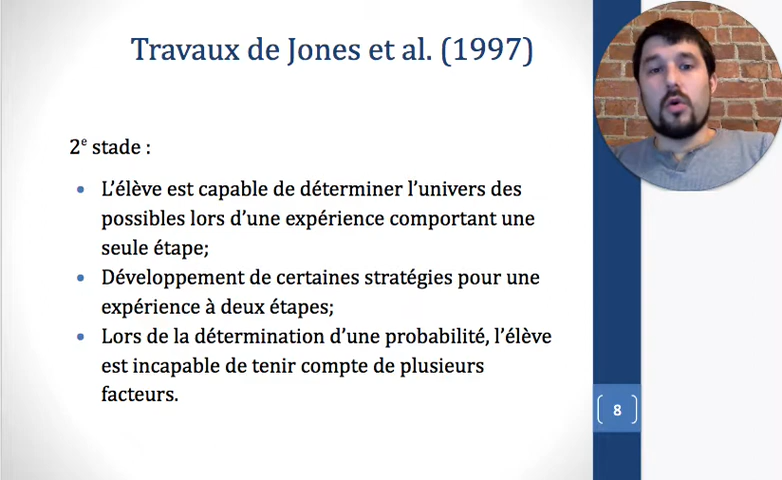 Travaux de Jones et al. (1997)
2e stade :
• L’élève est capable de déterminer l’univers des
possibles lors d’une expérience comportant une
seule étape;
• Développement de certaines stratégies pour une
expérience à deux étapes;
• Lors de la détermination d’une probabilité, l’élève
est incapable de tenir compte de plusieurs
facteurs.
8